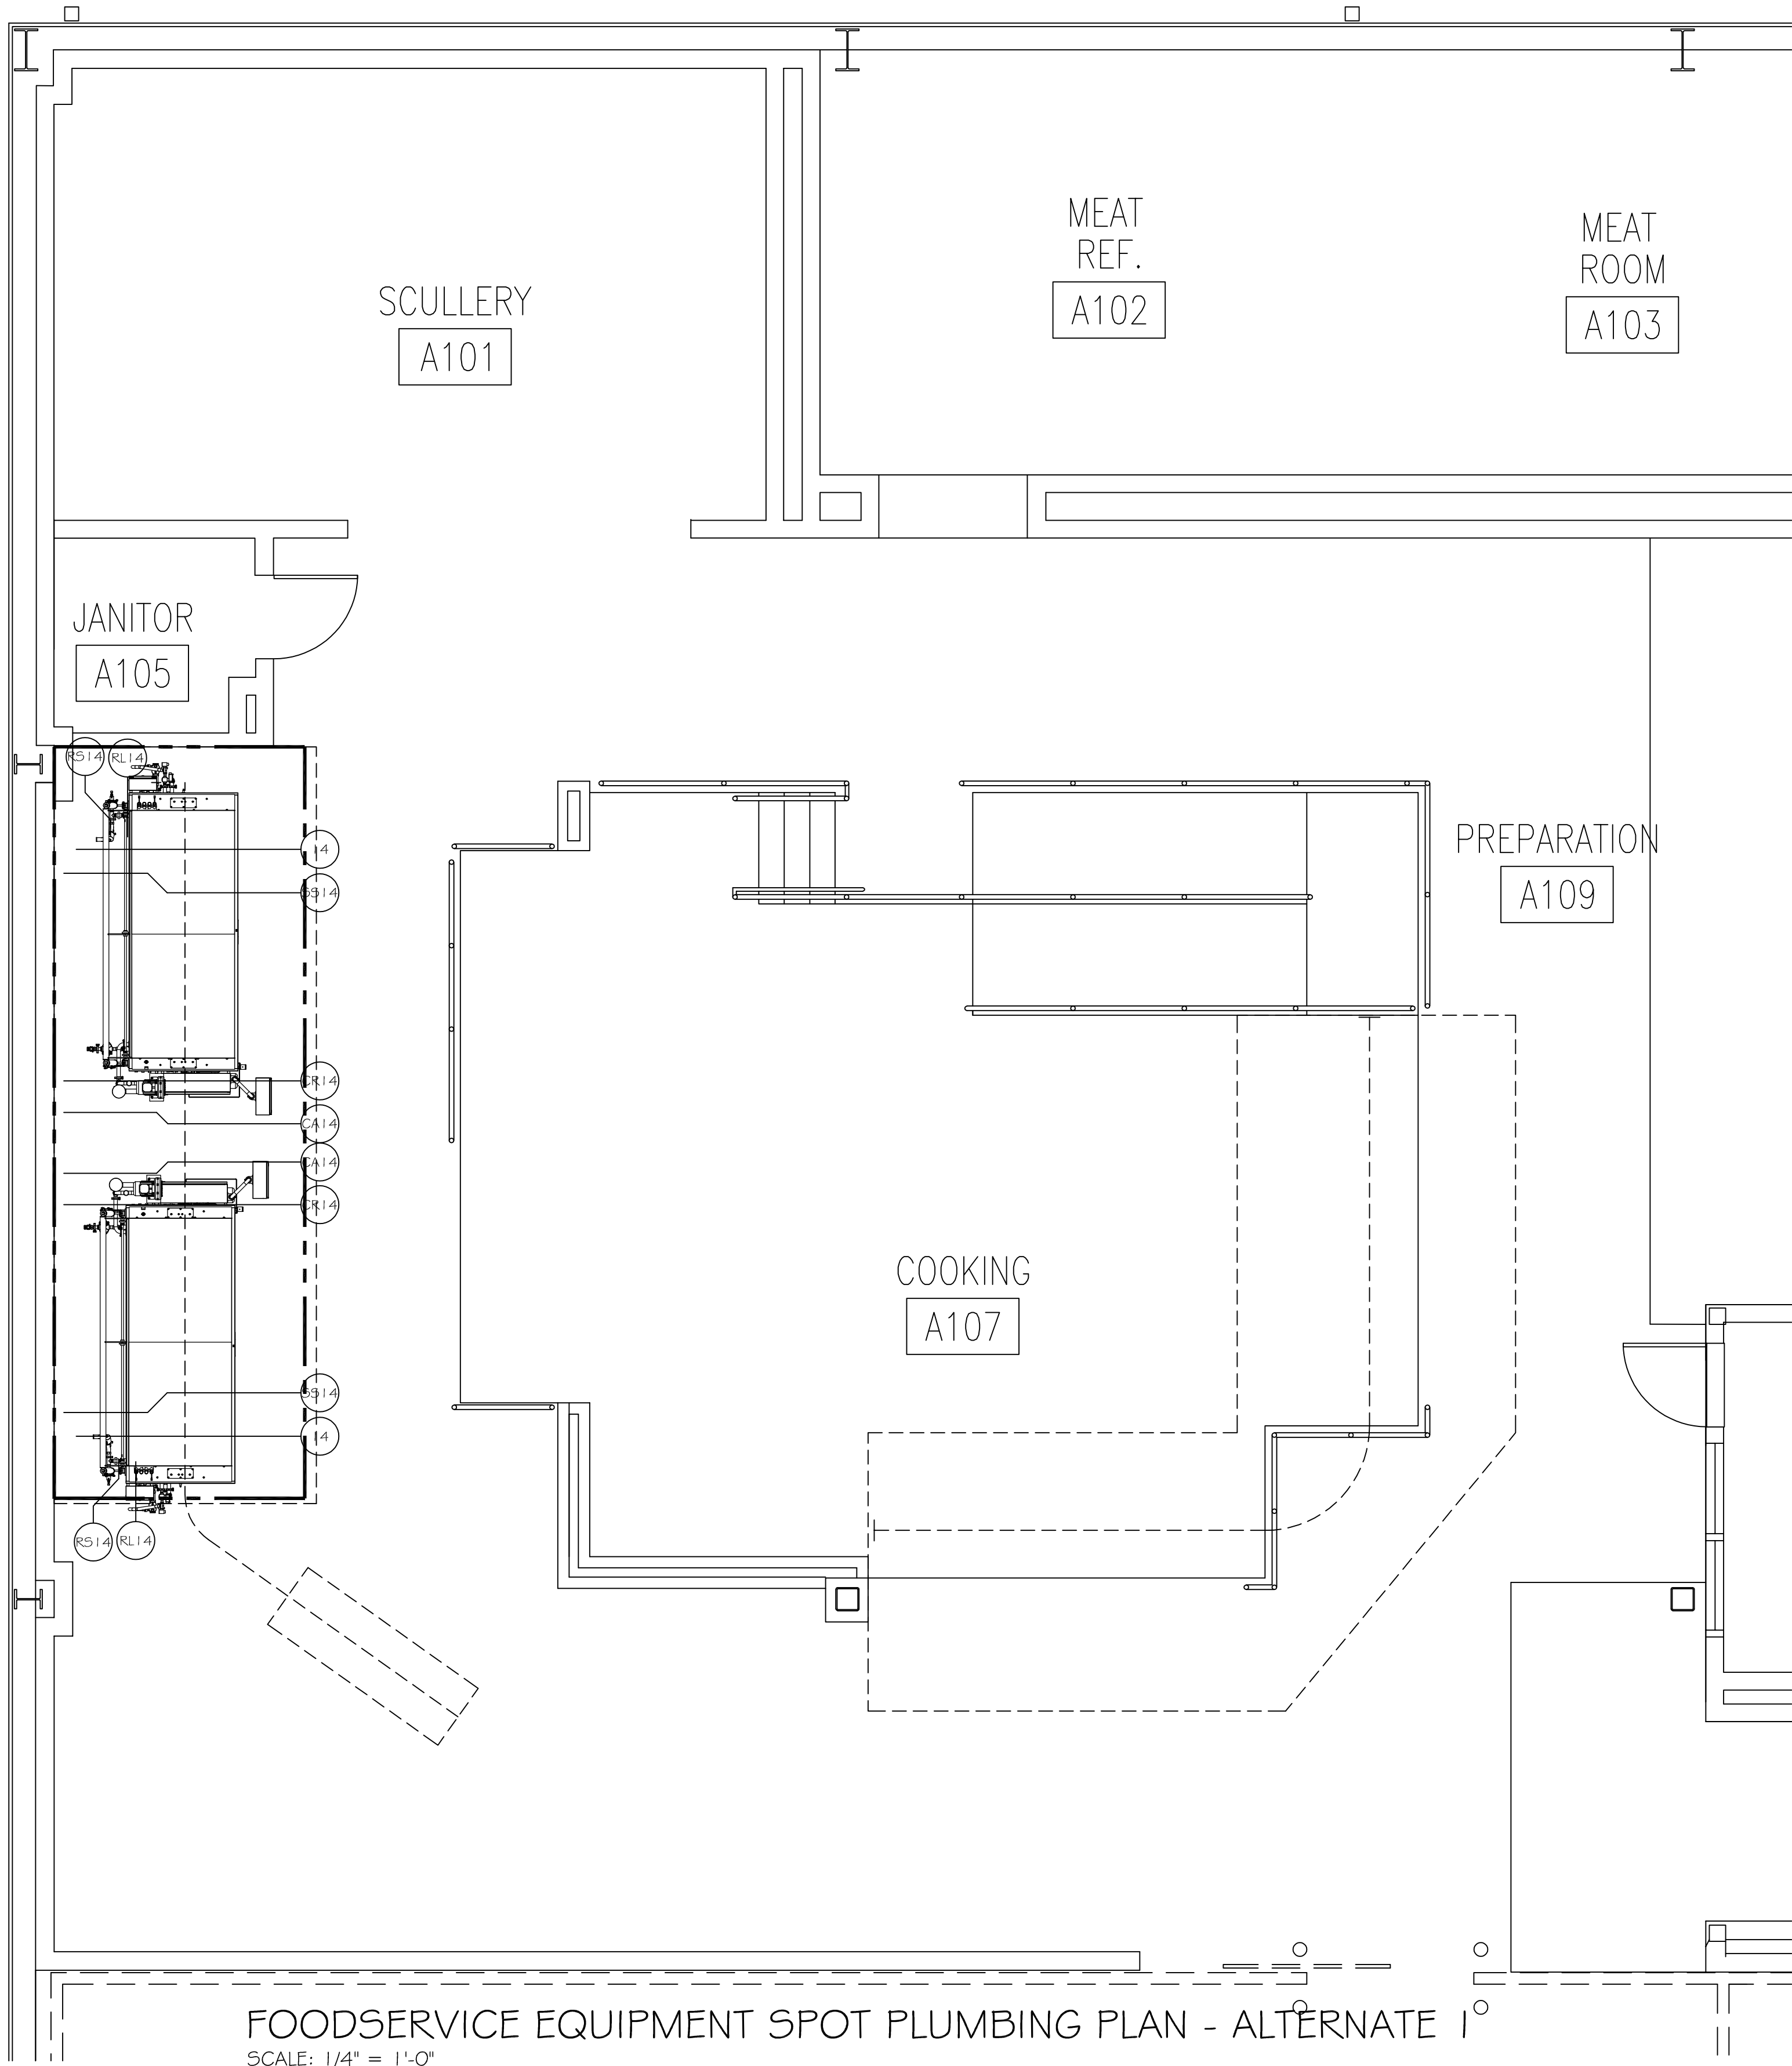 MEAT
REF.
A102
MEAT
ROOM
A103
SCULLERY
A101
JANITOR
A105
RS14
RL14
14
SS14
PREPARATION
A109
CR14
CA14
CA14
CR14
COOKING
A107
SS14
14
RS14
RL14
FOODSERVICE EQUIPMENT SPOT PLUMBING PLAN - ALTERNATE 1
SCALE: 1/4" = 1'-0"